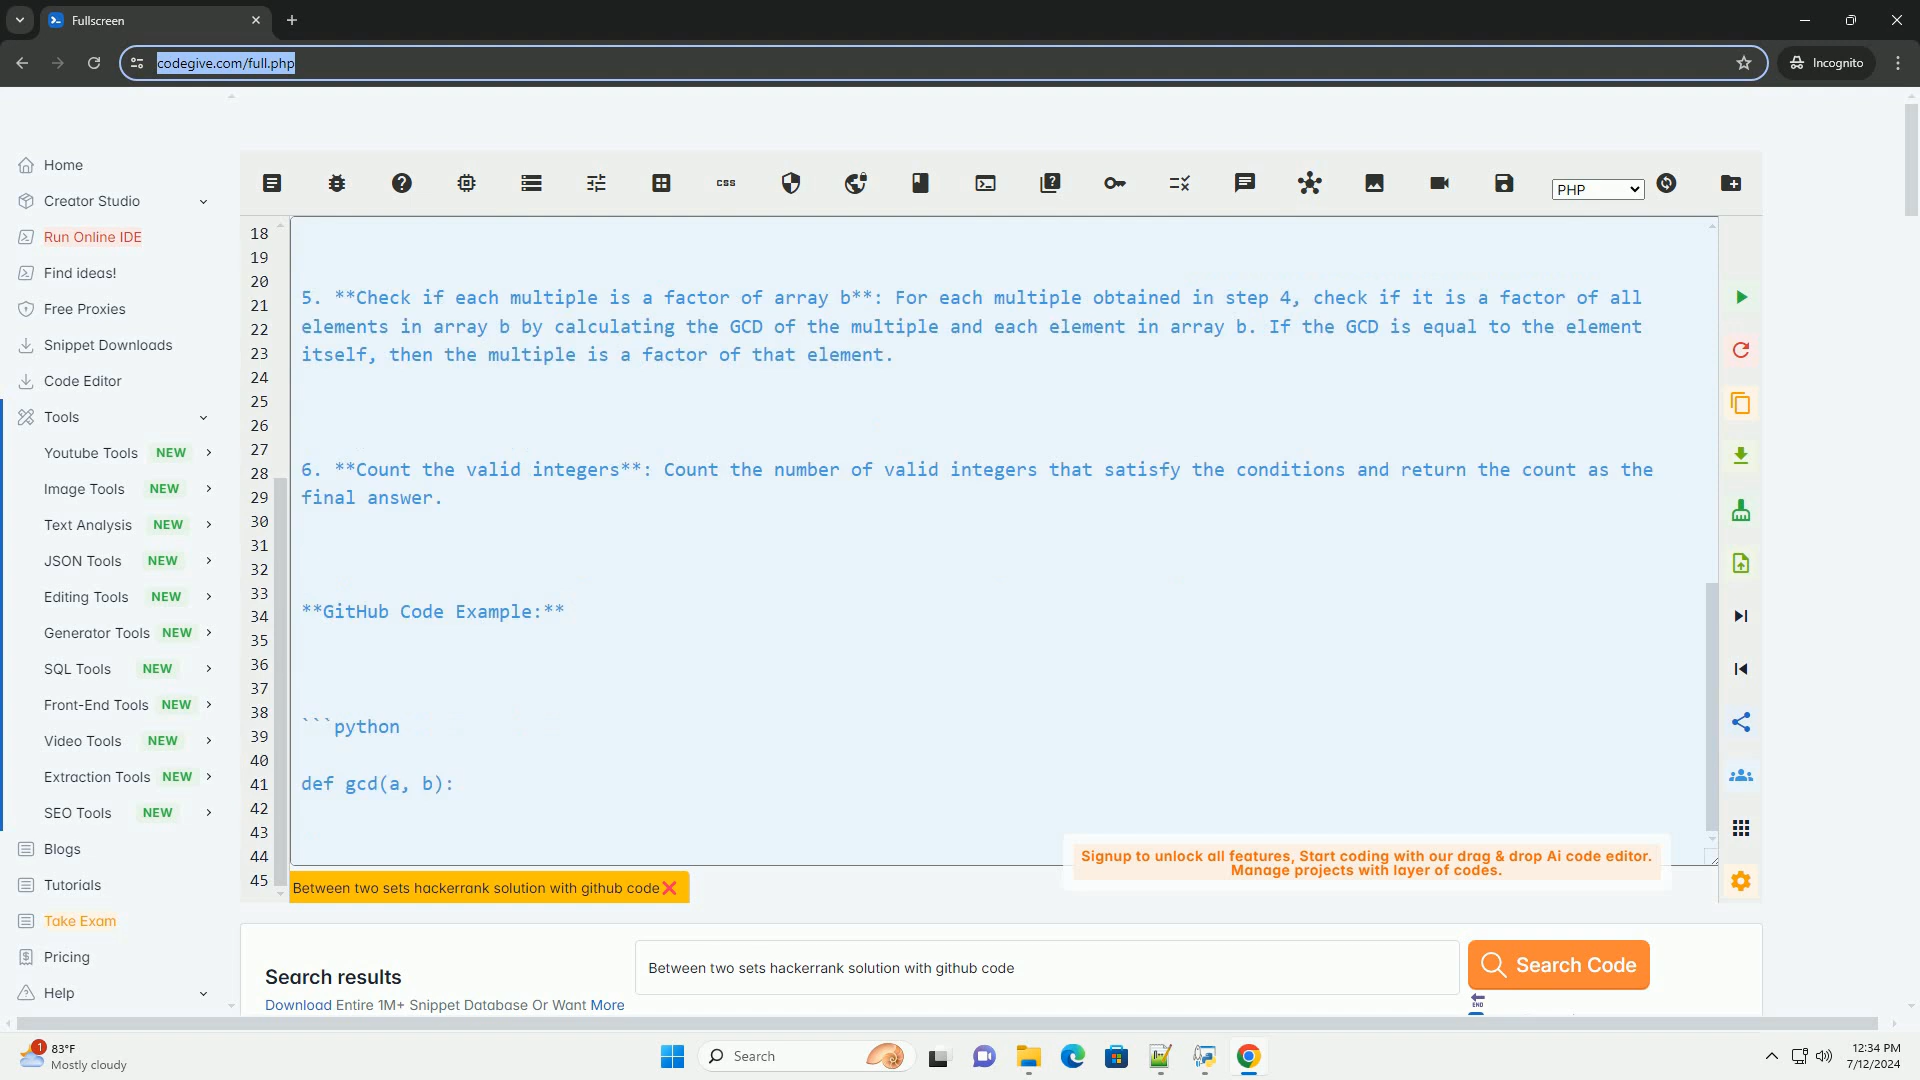 Fullscreen
codegive.com/full.php
Incognito
Home
Creator Studio
Run Online IDE
Find ideas!
Free Proxies
Snippet Downloads
Code Editor
Tools
Youtube Tools NEW
Image Tools NEW
Text Analysis NEW
JSON Tools NEW
Editing Tools NEW
Generator Tools NEW
SQL Tools NEW
Front-End Tools NEW
Video Tools NEW
Extraction Tools NEW
SEO Tools NEW
Blogs
Tutorials
Take Exam
Pricing
Help
css
PHP
18
19
20
21
22
23
24
25
26
27
28
29
30
31
32
33
34
35
36
37
38
39
40
41
42
43
44
45
5. **Check if each multiple is a factor of array b**: For each multiple obtained in step 4, check if it is a factor of all
elements in array b by calculating the GCD of the multiple and each element in array b. If the GCD is equal to the element
itself, then the multiple is a factor of that element.
6. **Count the valid integers**: Count the number of valid integers that satisfy the conditions and return the count as the
final answer.
**GitHub Code Example:**
```python
def gcd(a, b):
Signup to unlock all features, Start coding with our drag & drop Ai code editor.
Manage projects with layer of codes.
Between two sets hackerrank solution with github code
Search results
Download Entire 1M+ Snippet Database Or Want More
Between two sets hackerrank solution with github code
Search Code
END
1
83°F
Mostly cloudy
Search
12:34 PM
7/12/2024